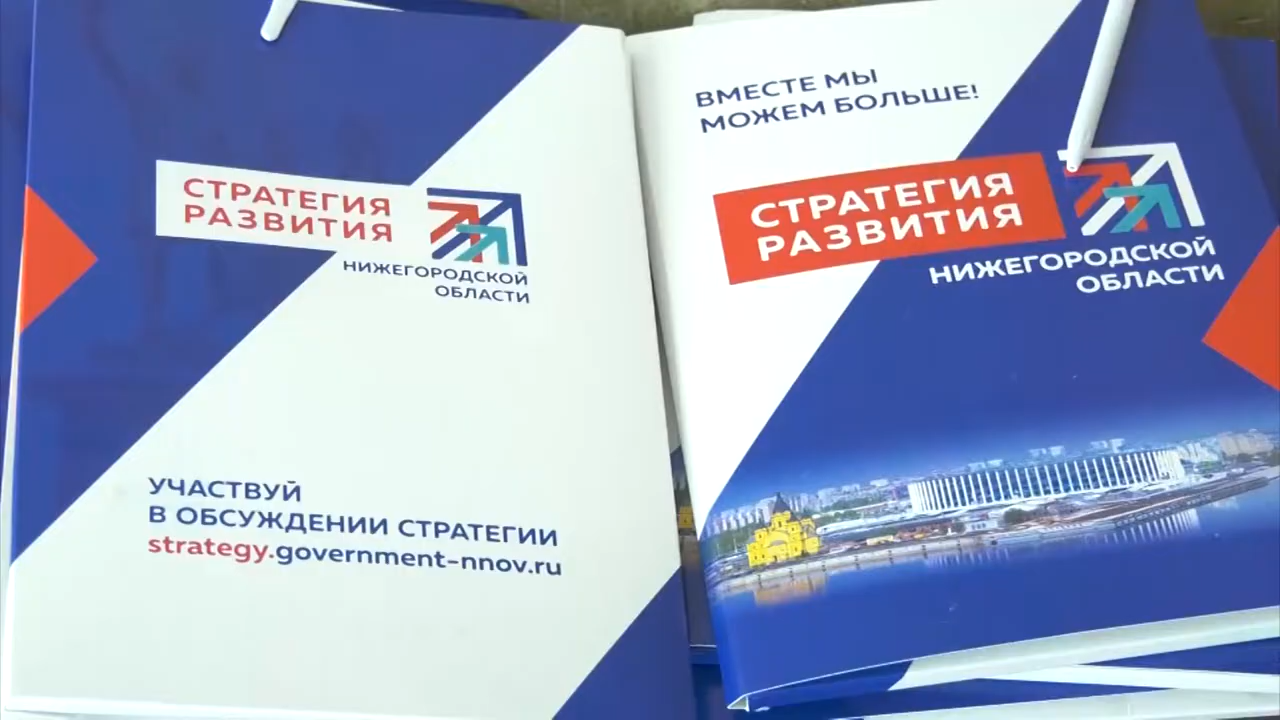 СТРАТЕГИЯ
РАЗВИТИЯ
НИЖЕГОРОДСКОЙ
ОБЛАСТИ
УЧАСТВУЙ
В ОБСУЖДЕНИИ СТРАТЕГИИ
strategy.government-nnov.ru
ВМЕСТЕ МЫ
МОЖЕМ БОЛЬШЕ!
СТРАТЕГИЯ
РАЗВИТИЯ
НИЖЕГОРОДСКОЙ
ОБЛАСТИ